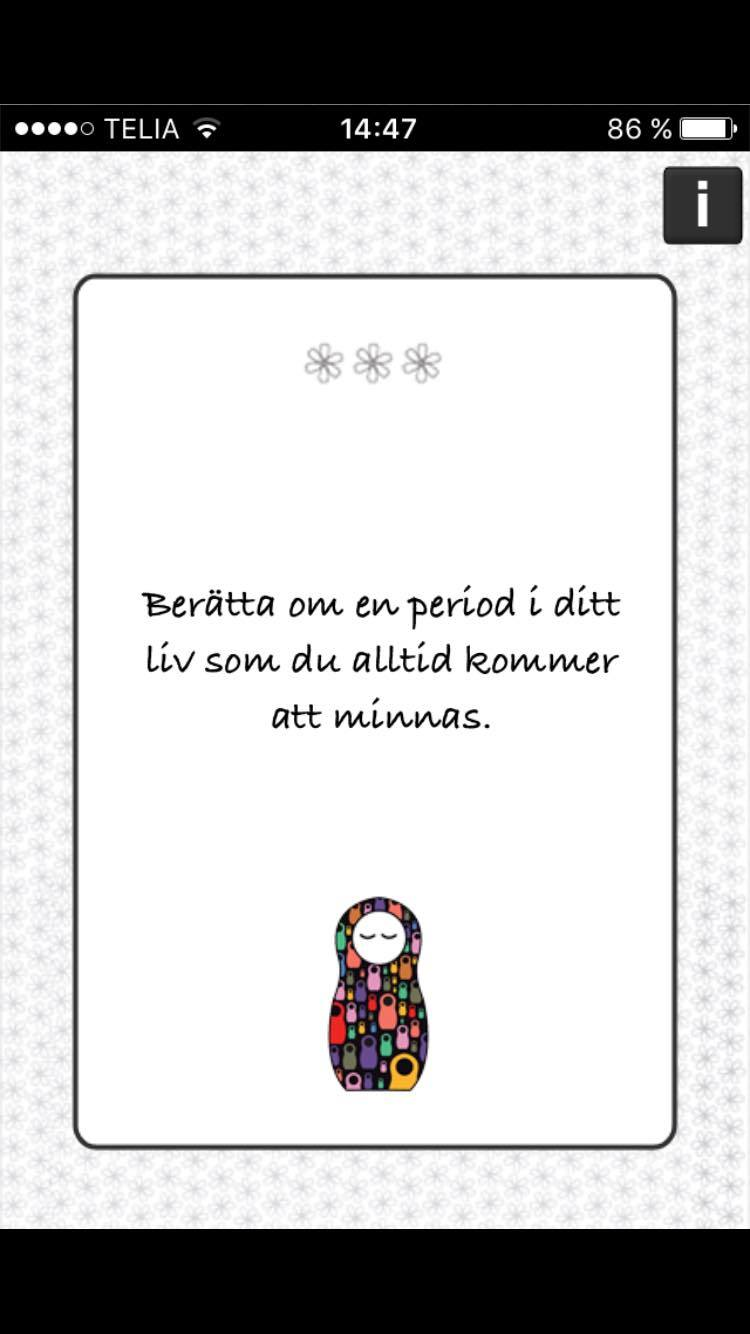 TELIA 14:47 86 %
i
Berätta om en period i ditt
liv som du alltid kommer
att minnas.